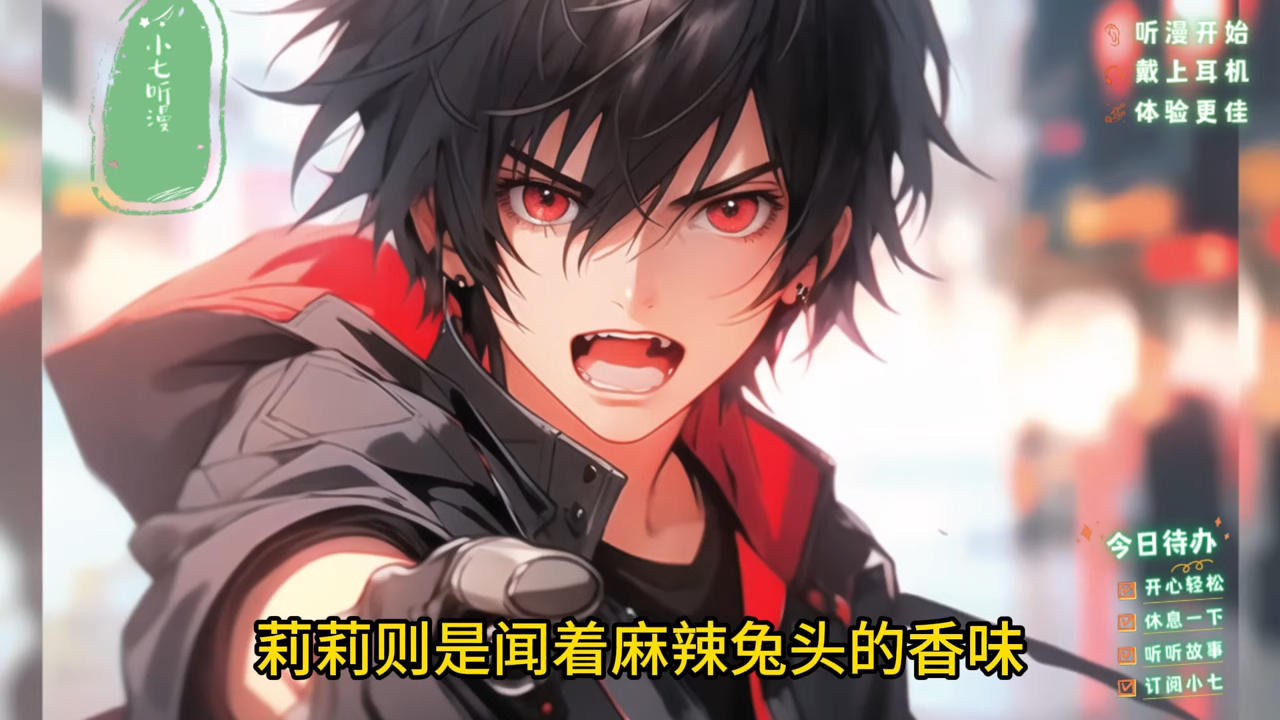 小七听漫
听漫开始
戴上耳机
体验更佳
今日待办
开心轻松
休息一下
听听故事
订阅小七
莉莉则是闻着麻辣兔头的香味